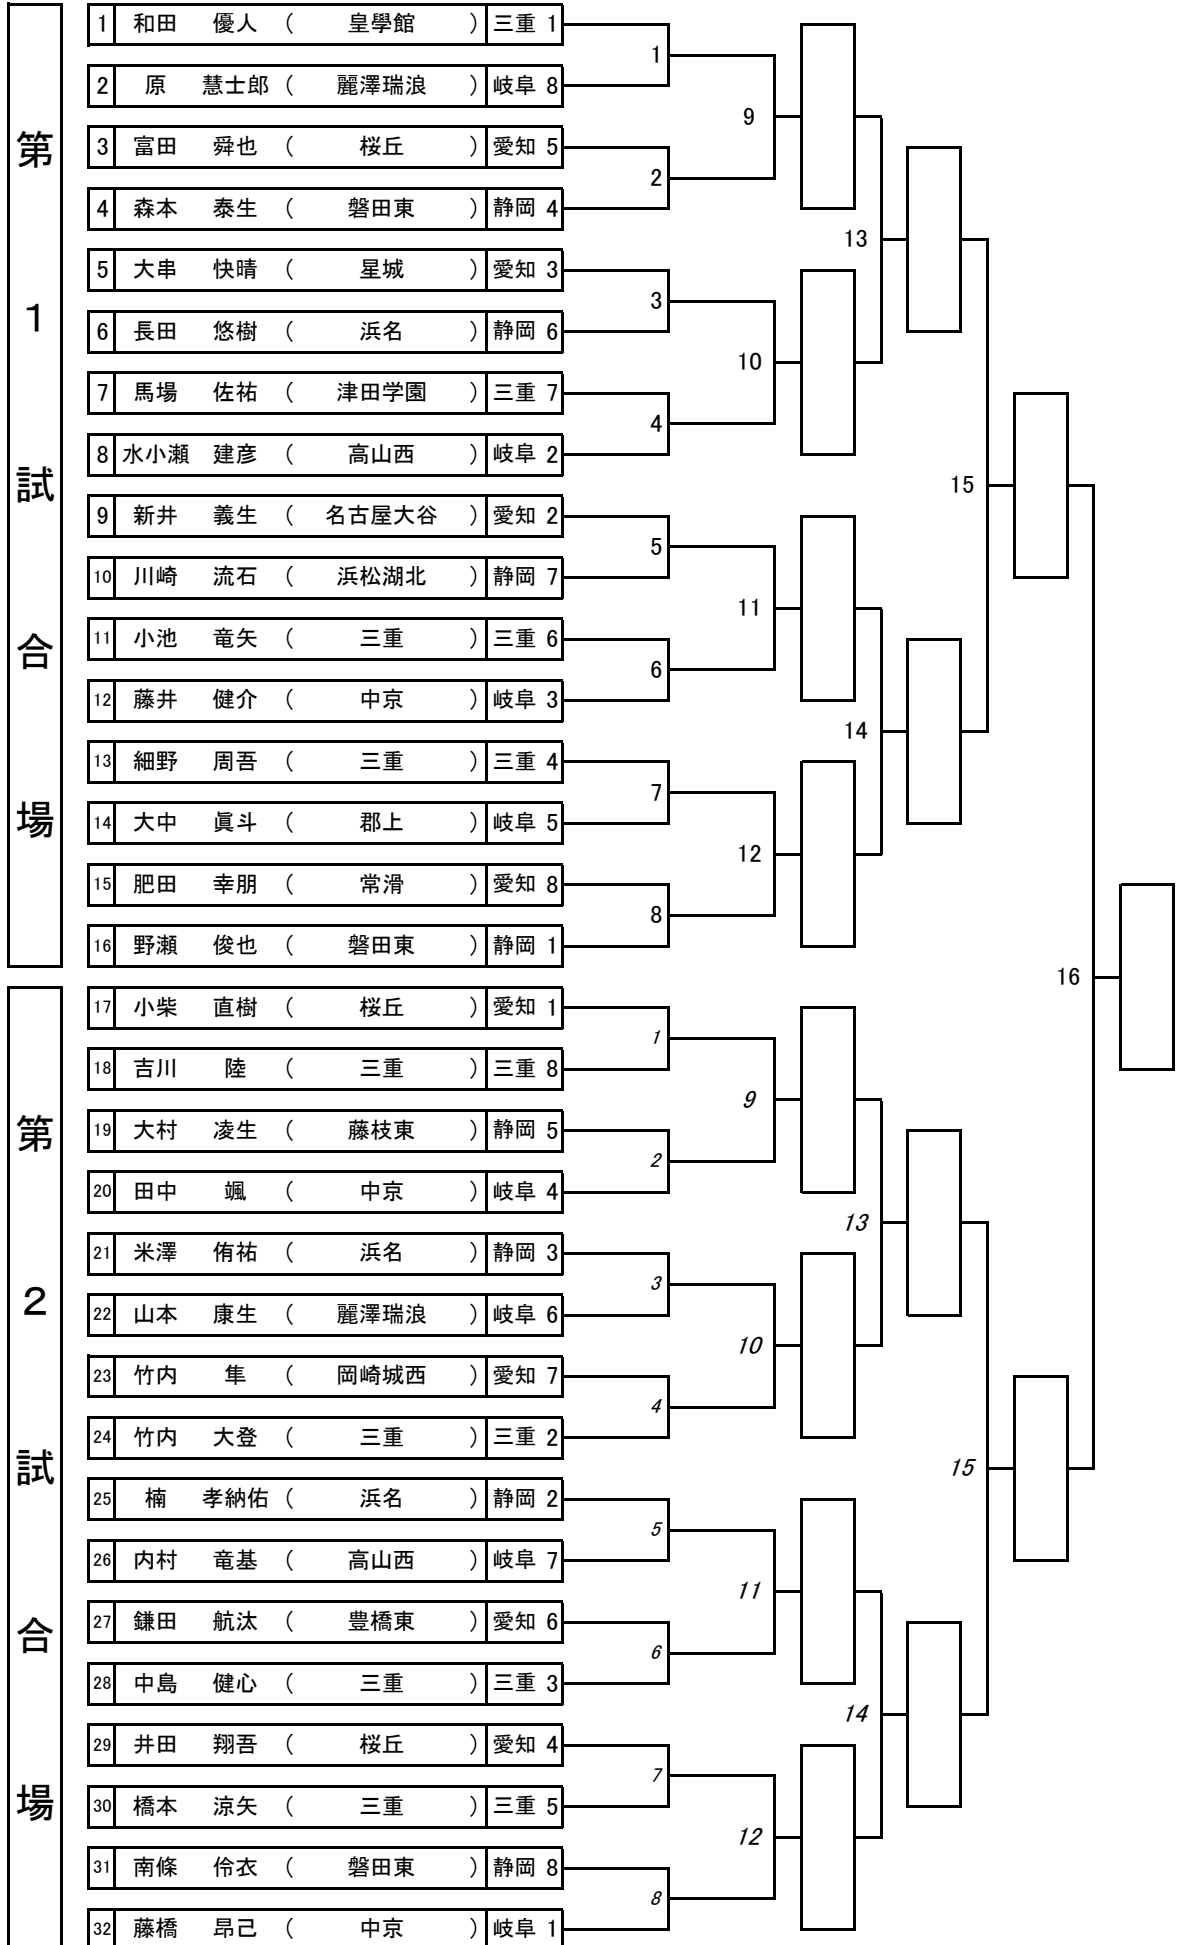 第1試合場
1 和田 優人 ( 皇學館 ) 三重 1
2 原 慧士郎 ( 麗澤瑞浪 ) 岐阜 8
3 富田 舜也 ( 桜丘 ) 愛知 5
4 森本 泰生 ( 磐田東 ) 静岡 4
5 大串 快晴 ( 星城 ) 愛知 3
6 長田 悠樹 ( 浜名 ) 静岡 6
7 馬場 佐祐 ( 津田学園 ) 三重 7
8 水小瀬 建彦 ( 高山西 ) 岐阜 2
9 新井 義生 ( 名古屋大谷 ) 愛知 2
10 川崎 流石 ( 浜松湖北 ) 静岡 7
11 小池 竜矢 ( 三重 ) 三重 6
12 藤井 健介 ( 中京 ) 岐阜 3
13 細野 周吾 ( 三重 ) 三重 4
14 大中 眞斗 ( 郡上 ) 岐阜 5
15 肥田 幸朋 ( 常滑 ) 愛知 8
16 野瀬 俊也 ( 磐田東 ) 静岡 1
1
2
3
4
5
6
7
8
9
10
11
12
13
14
15
16
第2試合場
17 小柴 直樹 ( 桜丘 ) 愛知 1
18 吉川 陸 ( 三重 ) 三重 8
19 大村 凌生 ( 藤枝東 ) 静岡 5
20 田中 颯 ( 中京 ) 岐阜 4
21 米澤 侑祐 ( 浜名 ) 静岡 3
22 山本 康生 ( 麗澤瑞浪 ) 岐阜 6
23 竹内 隼 ( 岡崎城西 ) 愛知 7
24 竹内 大登 ( 三重 ) 三重 2
25 楠 孝納佑 ( 浜名 ) 静岡 2
26 内村 竜基 ( 高山西 ) 岐阜 7
27 鎌田 航汰 ( 豊橋東 ) 愛知 6
28 中島 健心 ( 三重 ) 三重 3
29 井田 翔吾 ( 桜丘 ) 愛知 4
30 橋本 涼矢 ( 三重 ) 三重 5
31 南條 伶衣 ( 磐田東 ) 静岡 8
32 藤橋 昂己 ( 中京 ) 岐阜 1
1
2
3
4
5
6
7
8
9
10
11
12
13
14
15